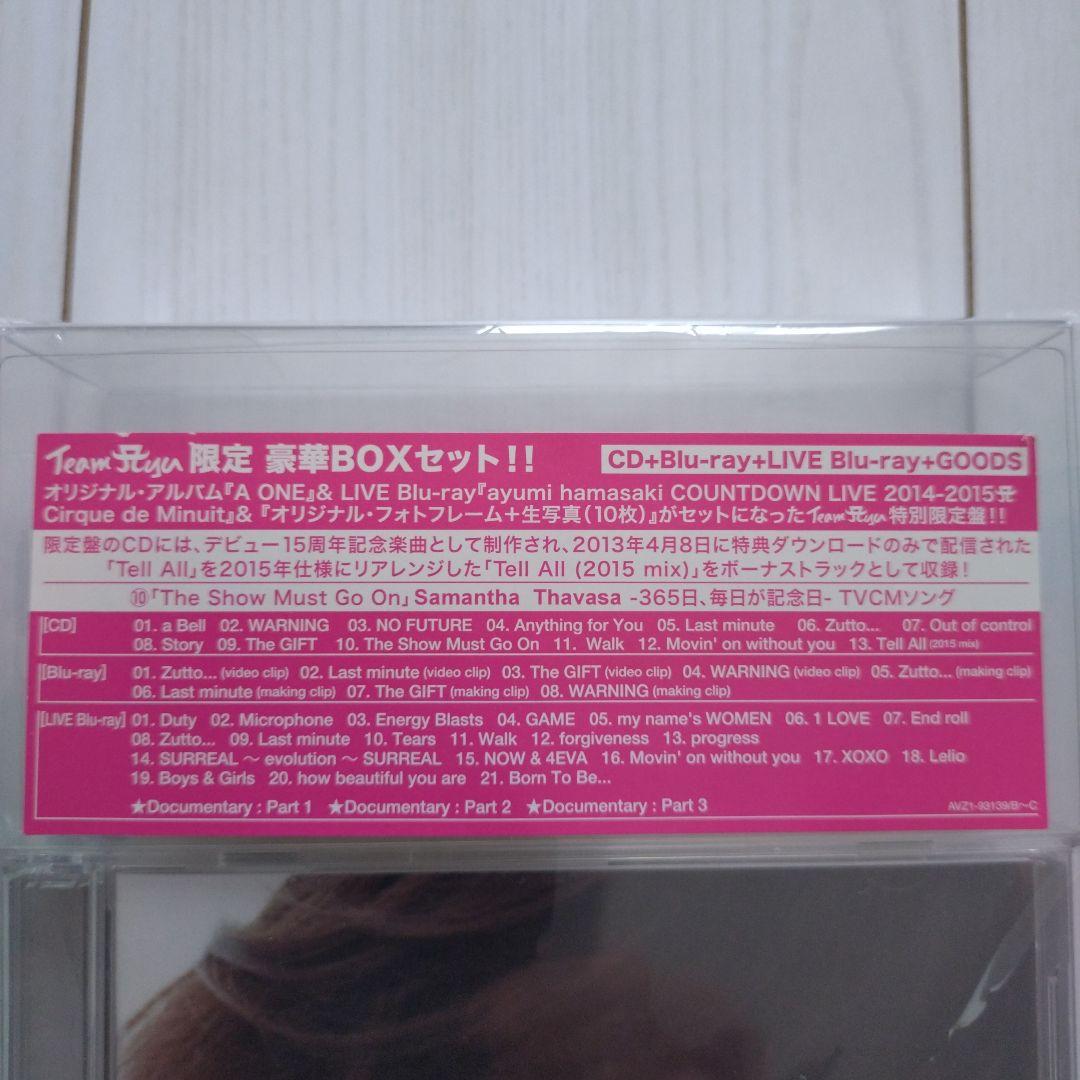 Team Ayu 限定 豪華BOXセット!! CD+Blu-ray+LIVE Blu-ray+GOODS
オリジナル・アルバム『A ONE』& LIVE Blu-ray『ayumi hamasaki COUNTDOWN LIVE 2014-2015 A
Cirque de Minuit』&『オリジナル・フォトフレーム+生写真(10枚)』がセットになったTeam Ayu特別限定盤!!
限定盤のCDには、デビュー15周年記念楽曲として制作され、2013年4月8日に特典ダウンロードのみで配信された
「Tell All」を2015年仕様にリアレンジした「Tell All (2015 mix)」をボーナストラックとして収録!
⑩「The Show Must Go On」Samantha Thavasa -365日、毎日が記念日- TVCMソング
[CD] 01. a Bell 02. WARNING 03. NO FUTURE 04. Anything for You 05. Last minute 06. Zutto... 07. Out of control
08. Story 09. The GIFT 10. The Show Must Go On 11. Walk 12. Movin' on without you 13. Tell All (2015 mix)
[Blu-ray] 01. Zutto... (video clip) 02. Last minute (video clip) 03. The GIFT (video clip) 04. WARNING (video clip) 05. Zutto... (making clip)
06. Last minute (making clip) 07. The GIFT (making clip) 08. WARNING (making clip)
[LIVE Blu-ray] 01. Duty 02. Microphone 03. Energy Blasts 04. GAME 05. my name's WOMEN 06. 1 LOVE 07. End roll
08. Zutto... 09. Last minute 10. Tears 11. Walk 12. forgiveness 13. progress
14. SURREAL ～ evolution ～ SURREAL 15. NOW & 4EVA 16. Movin' on without you 17. XOXO 18. Lelio
19. Boys & Girls 20. how beautiful you are 21. Born To Be...
★Documentary : Part 1 ★Documentary : Part 2 ★Documentary : Part 3 AVZ1-93139/B～C